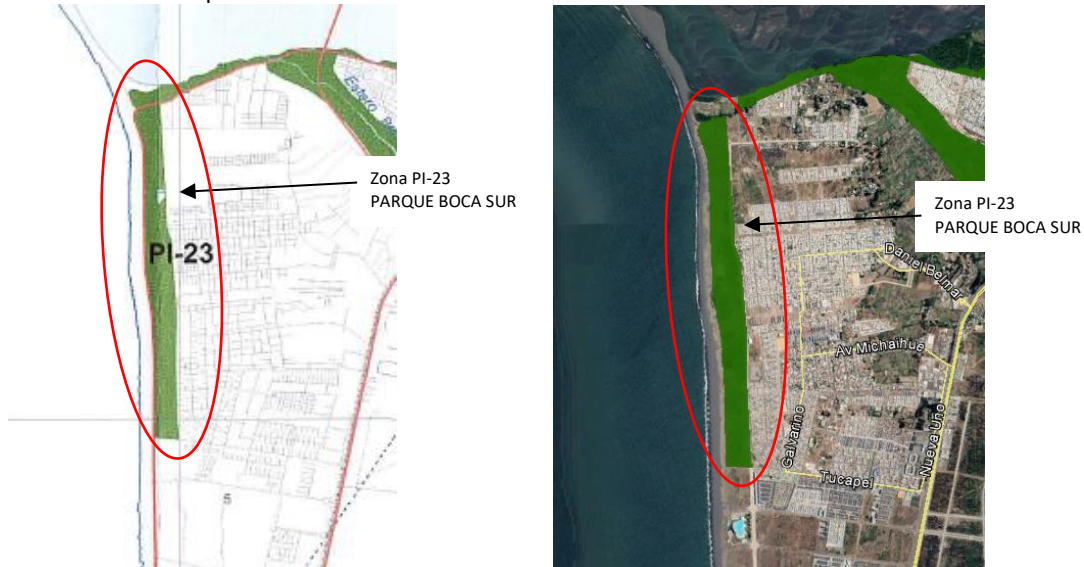 Estero
Zona PI-23
PARQUE BOCA SUR
PI-23
5
Zona PI-23
PARQUE BOCA SUR
Daniel Belmar
Av Michaihue
Galvarino
Nueva Uno
Tucapel